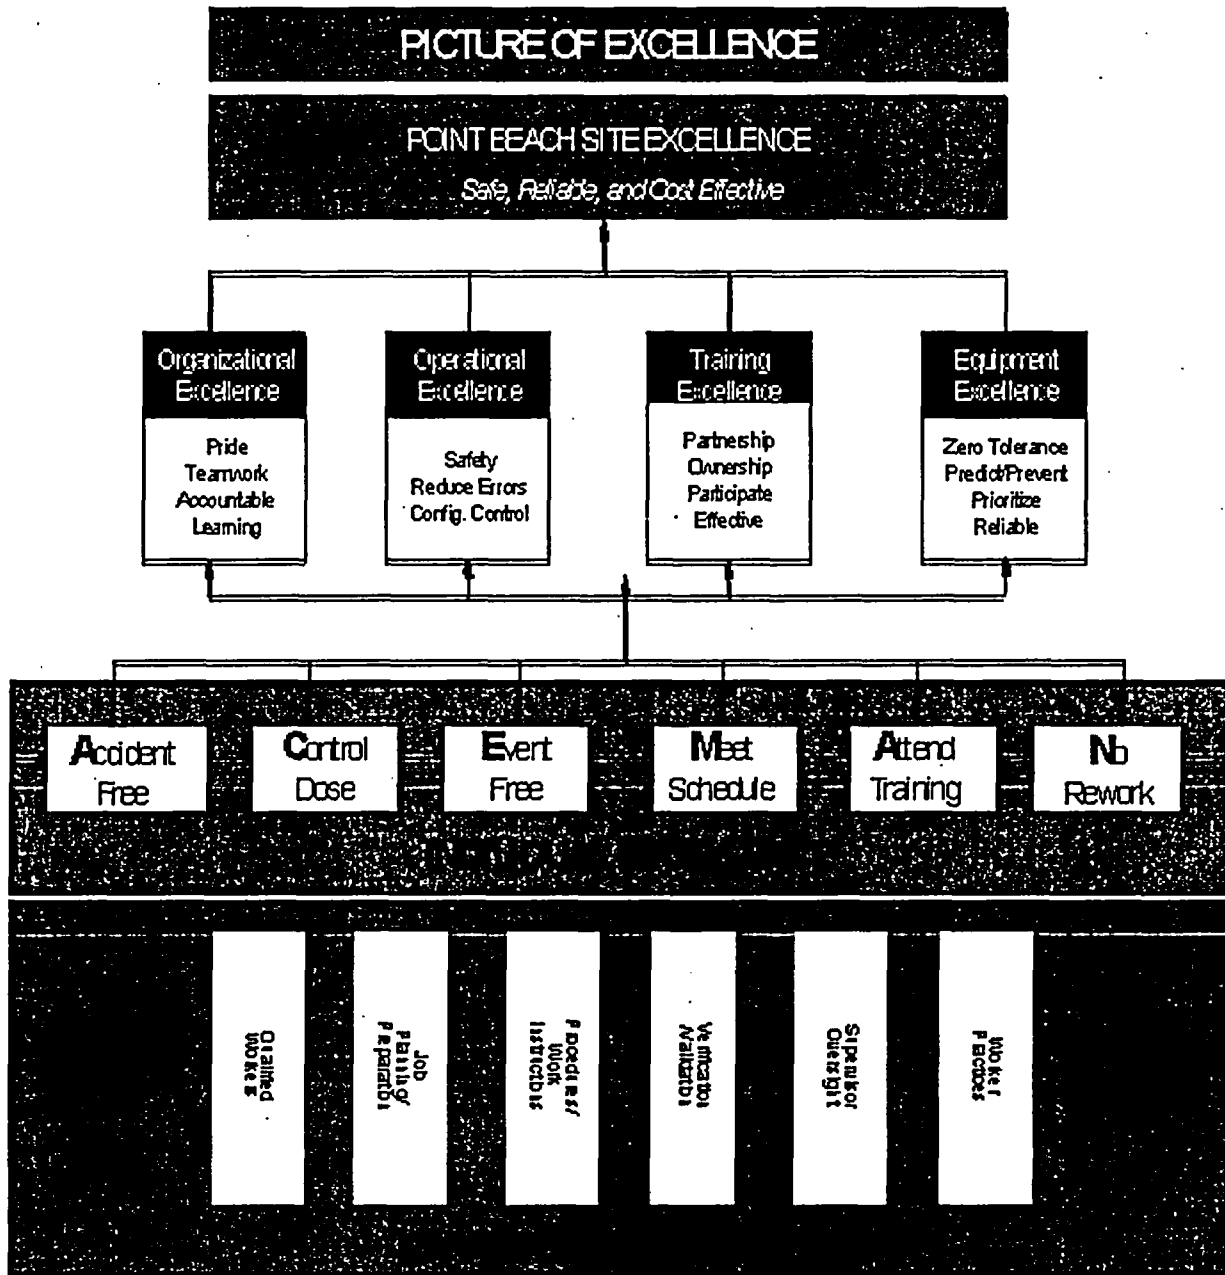 PICTURE OF EXCELLENCE
POINT BEACH SITE EXCELLENCE
Safe, Reliable, and Cost Effective
Organizational
Excellence
Pride
Teamwork
Accountable
Learning
Operational
Excellence
Safety
Reduce Errors
Config. Control
Training
Excellence
Partnership
Ownership
Participate
Effective
Equipment
Excellence
Zero Tolerance
Predict/Prevent
Prioritize
Reliable
Accident
Free
Control
Dose
Event
Free
Meet
Schedule
Attend
Training
No
Rework
Qualified
Workers
Job
Planning/
Preparation
Procedures/
Work
Instructions
Verification
Validation
Supervisor
Oversight
Worker
Practices